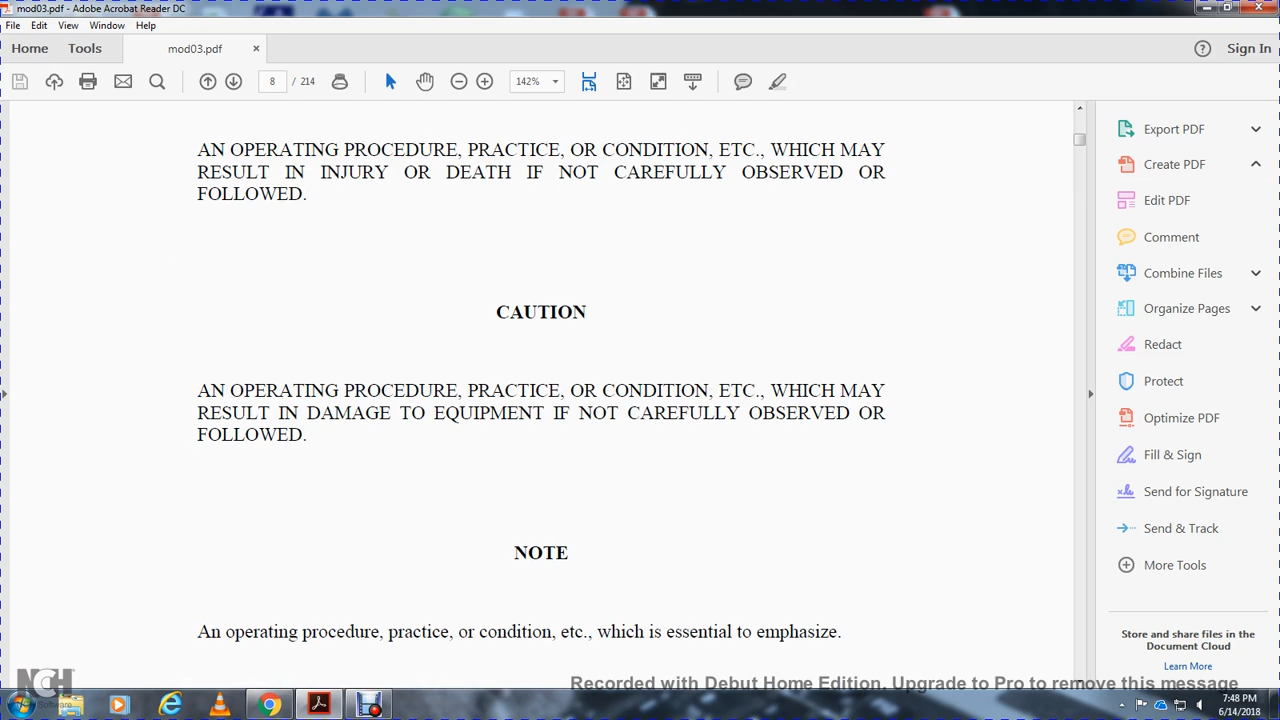 mod03.pdf - Adobe Acrobat Reader DC
File Edit View Window Help
Home Tools mod03.pdf × Sign In
8 / 214 142%
AN OPERATING PROCEDURE, PRACTICE, OR CONDITION, ETC., WHICH MAY
RESULT IN INJURY OR DEATH IF NOT CAREFULLY OBSERVED OR
FOLLOWED.
CAUTION
AN OPERATING PROCEDURE, PRACTICE, OR CONDITION, ETC., WHICH MAY
RESULT IN DAMAGE TO EQUIPMENT IF NOT CAREFULLY OBSERVED OR
FOLLOWED.
NOTE
An operating procedure, practice, or condition, etc., which is essential to emphasize.
Export PDF
Create PDF
Edit PDF
Comment
Combine Files
Organize Pages
Redact
Protect
Optimize PDF
Fill & Sign
Send for Signature
Send & Track
More Tools
Store and share files in the
Document Cloud
Learn More
NCH
Software
Recorded with Debut Home Edition. Upgrade to Pro to remove this message
7:48 PM
6/14/2018